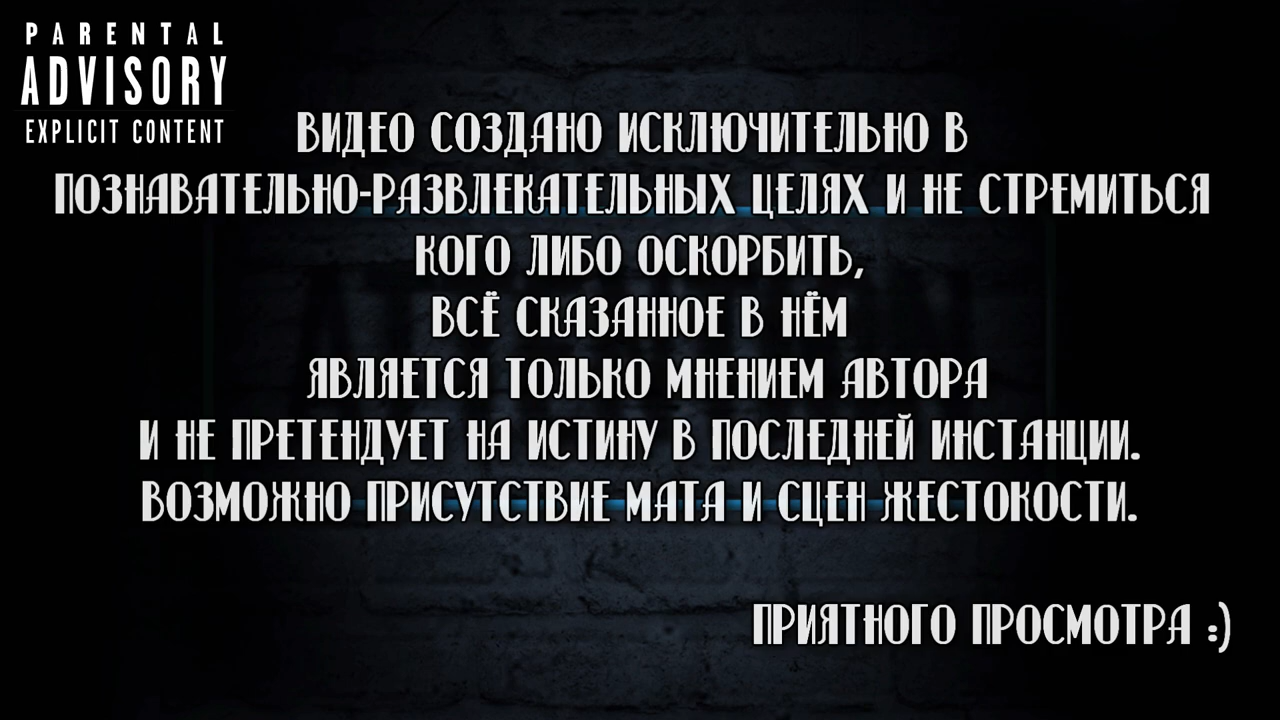 PARENTAL
ADVISORY
EXPLICIT CONTENT
ВИДЕО СОЗДАНО ИСКЛЮЧИТЕЛЬНО В
ПОЗНАВАТЕЛЬНО-РАЗВЛЕКАТЕЛЬНЫХ ЦЕЛЯХ И НЕ СТРЕМИТЬСЯ
КОГО ЛИБО ОСКОРБИТЬ,
ВСЁ СКАЗАННОЕ В НЁМ
ЯВЛЯЕТСЯ ТОЛЬКО МНЕНИЕМ АВТОРА
И НЕ ПРЕТЕНДУЕТ НА ИСТИНУ В ПОСЛЕДНЕЙ ИНСТАНЦИИ.
ВОЗМОЖНО ПРИСУТСТВИЕ МАТА И СЦЕН ЖЕСТОКОСТИ.
ПРИЯТНОГО ПРОСМОТРА :)